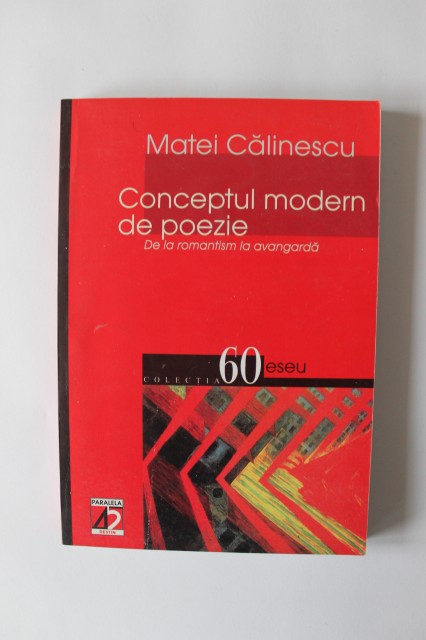 Matei Călinescu
Conceptul modern
de poezie
De la romantism la avangardă
COLECȚIA 60 eseu
PARALELA
45